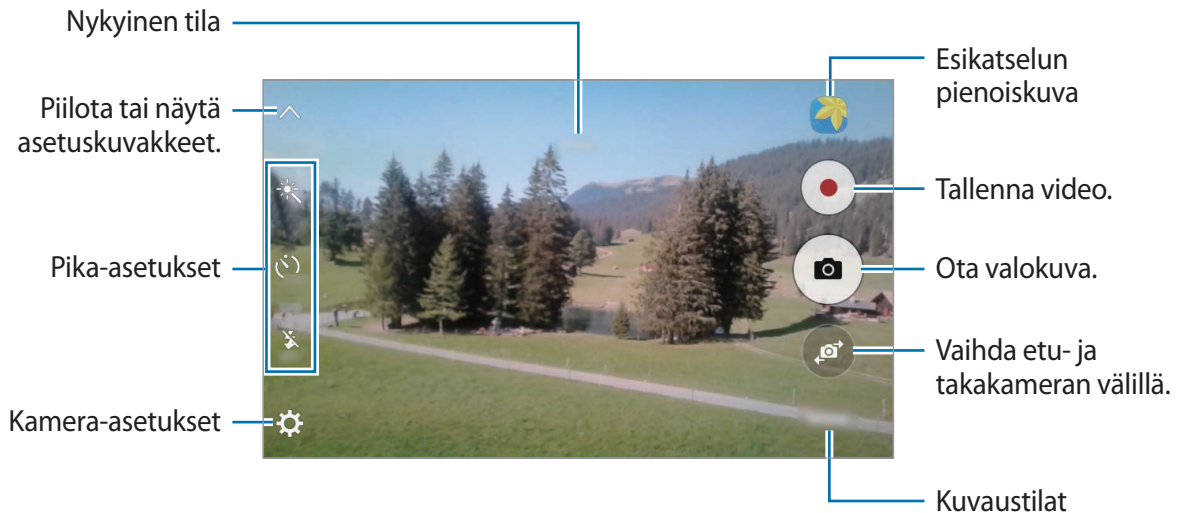 Nykyinen tila
Piilota tai näytä
asetuskuvakkeet.
Pika-asetukset
Kamera-asetukset
Esikatselun
pienoiskuva
Tallenna video.
Ota valokuva.
Vaihda etu- ja
takakameran välillä.
Kuvaustilat